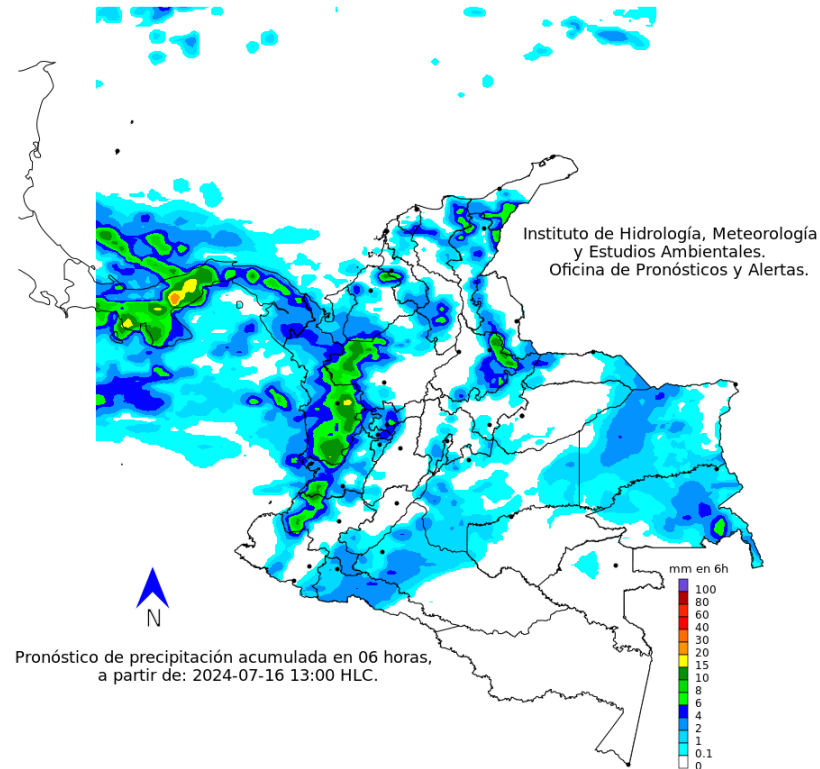 Instituto de Hidrología, Meteorología
y Estudios Ambientales.
Oficina de Pronósticos y Alertas.
mm en 6h
100
80
60
40
30
20
15
10
8
6
4
2
1
0.1
0
N
Pronóstico de precipitación acumulada en 06 horas,
a partir de: 2024-07-16 13:00 HLC.